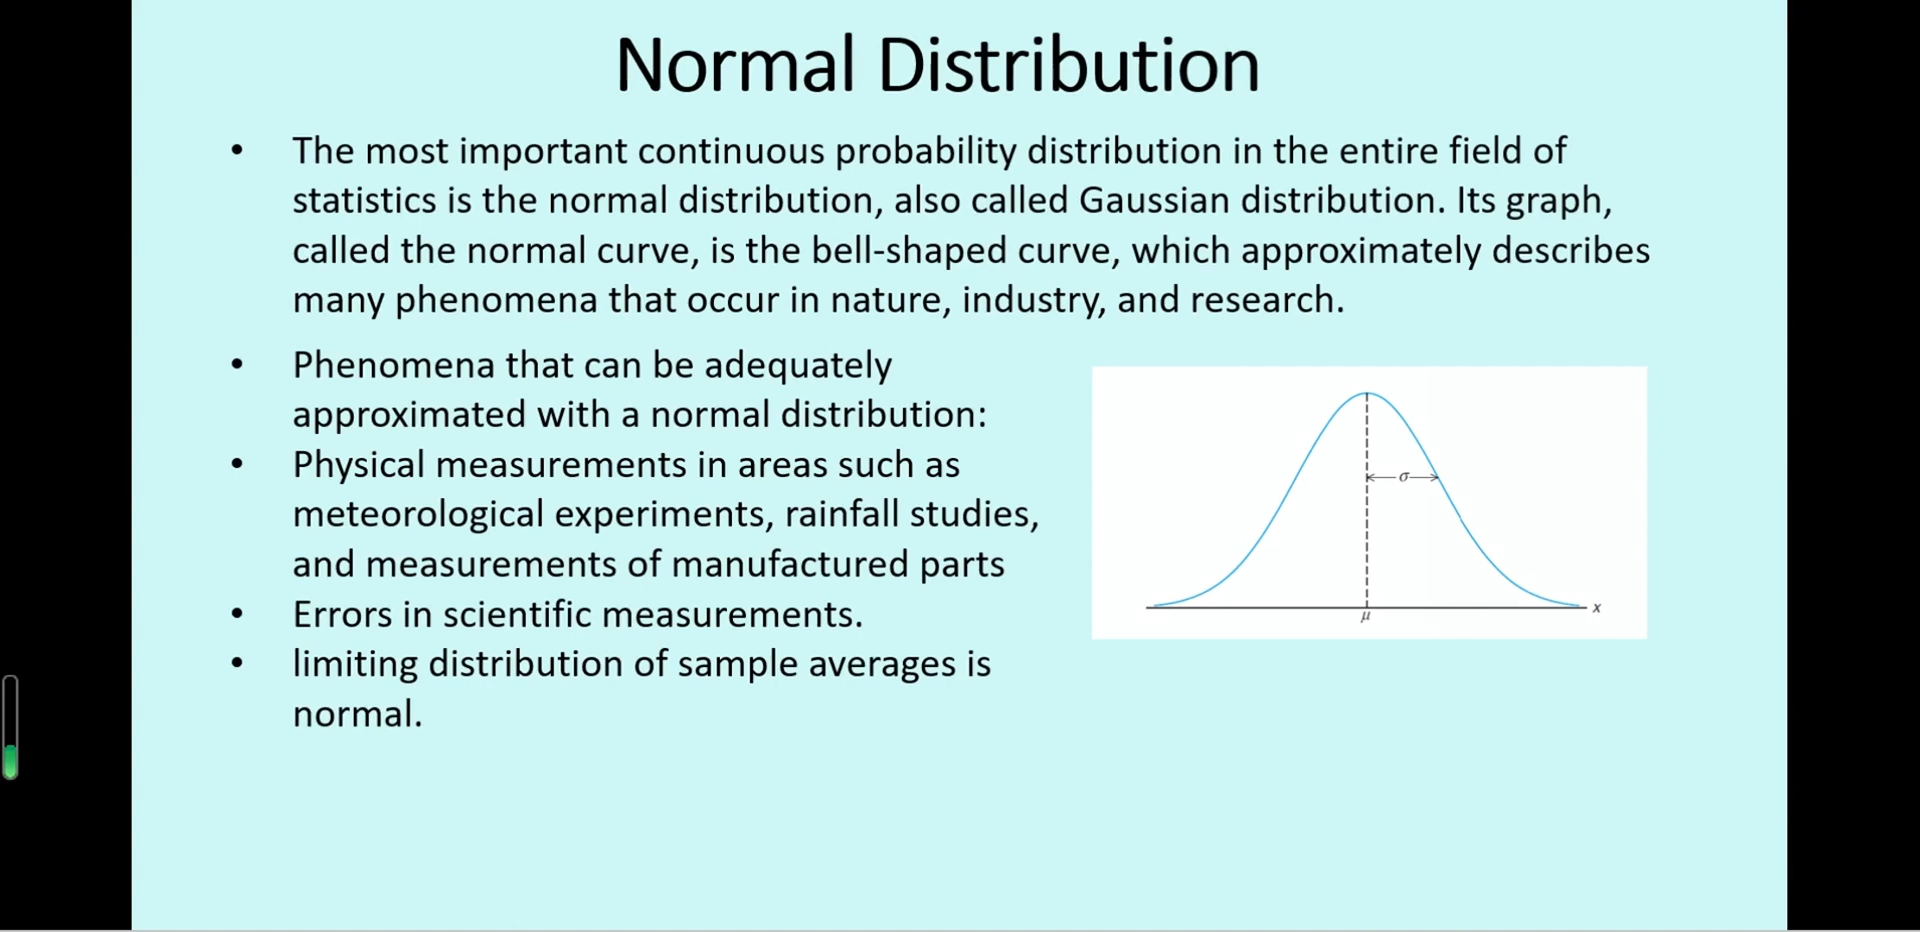 Normal Distribution
• The most important continuous probability distribution in the entire field of
statistics is the normal distribution, also called Gaussian distribution. Its graph,
called the normal curve, is the bell-shaped curve, which approximately describes
many phenomena that occur in nature, industry, and research.
• Phenomena that can be adequately
approximated with a normal distribution:
• Physical measurements in areas such as
meteorological experiments, rainfall studies,
and measurements of manufactured parts
• Errors in scientific measurements.
• limiting distribution of sample averages is
normal.
σ
x
μ